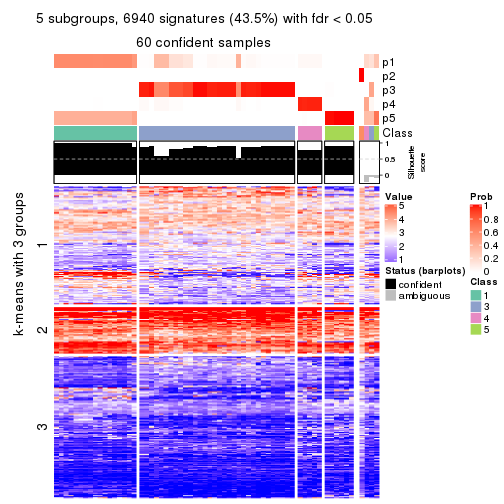 5 subgroups, 6940 signatures (43.5%) with fdr < 0.05
60 confident samples
p1
p2
p3
p4
p5
Class
1
0.5
0
Silhouette
score
k-means with 3 groups
1
2
3
Value
5
4
3
2
1
Status (barplots)
confident
ambiguous
Prob
1
0.8
0.6
0.4
0.2
0
Class
1
3
4
5